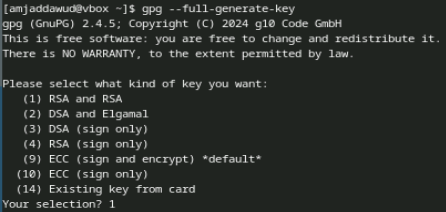 [amjaddawud@vbox ~]$ gpg --full-generate-key
gpg (GnuPG) 2.4.5; Copyright (C) 2024 g10 Code GmbH
This is free software: you are free to change and redistribute it.
There is NO WARRANTY, to the extent permitted by law.

Please select what kind of key you want:
   (1) RSA and RSA
   (2) DSA and Elgamal
   (3) DSA (sign only)
   (4) RSA (sign only)
   (9) ECC (sign and encrypt) *default*
  (10) ECC (sign only)
  (14) Existing key from card
Your selection? 1